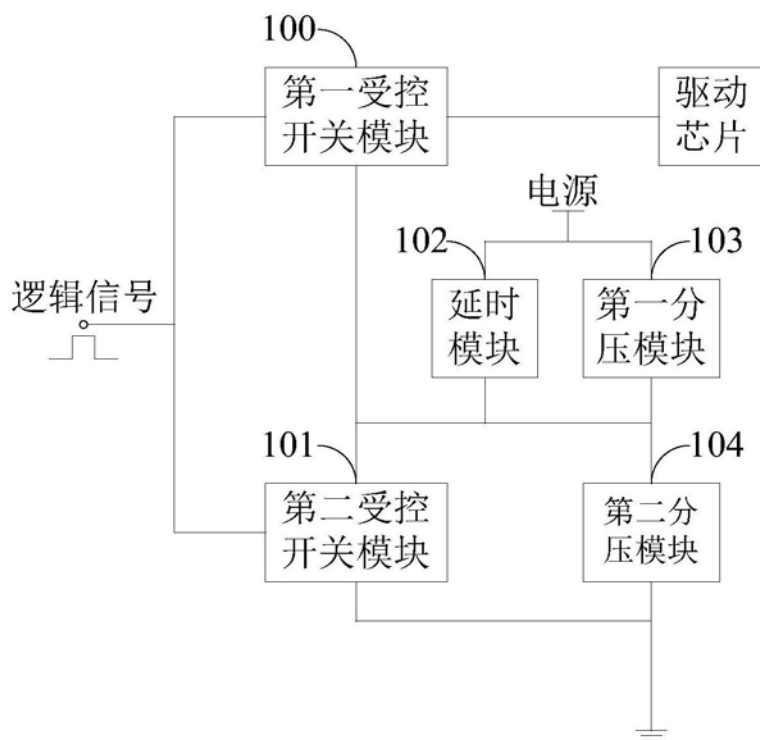 100
第一受控
开关模块
驱动
芯片
电源
102
103
逻辑信号
延时
模块
第一分
压模块
101
104
第二受控
开关模块
第二分
压模块